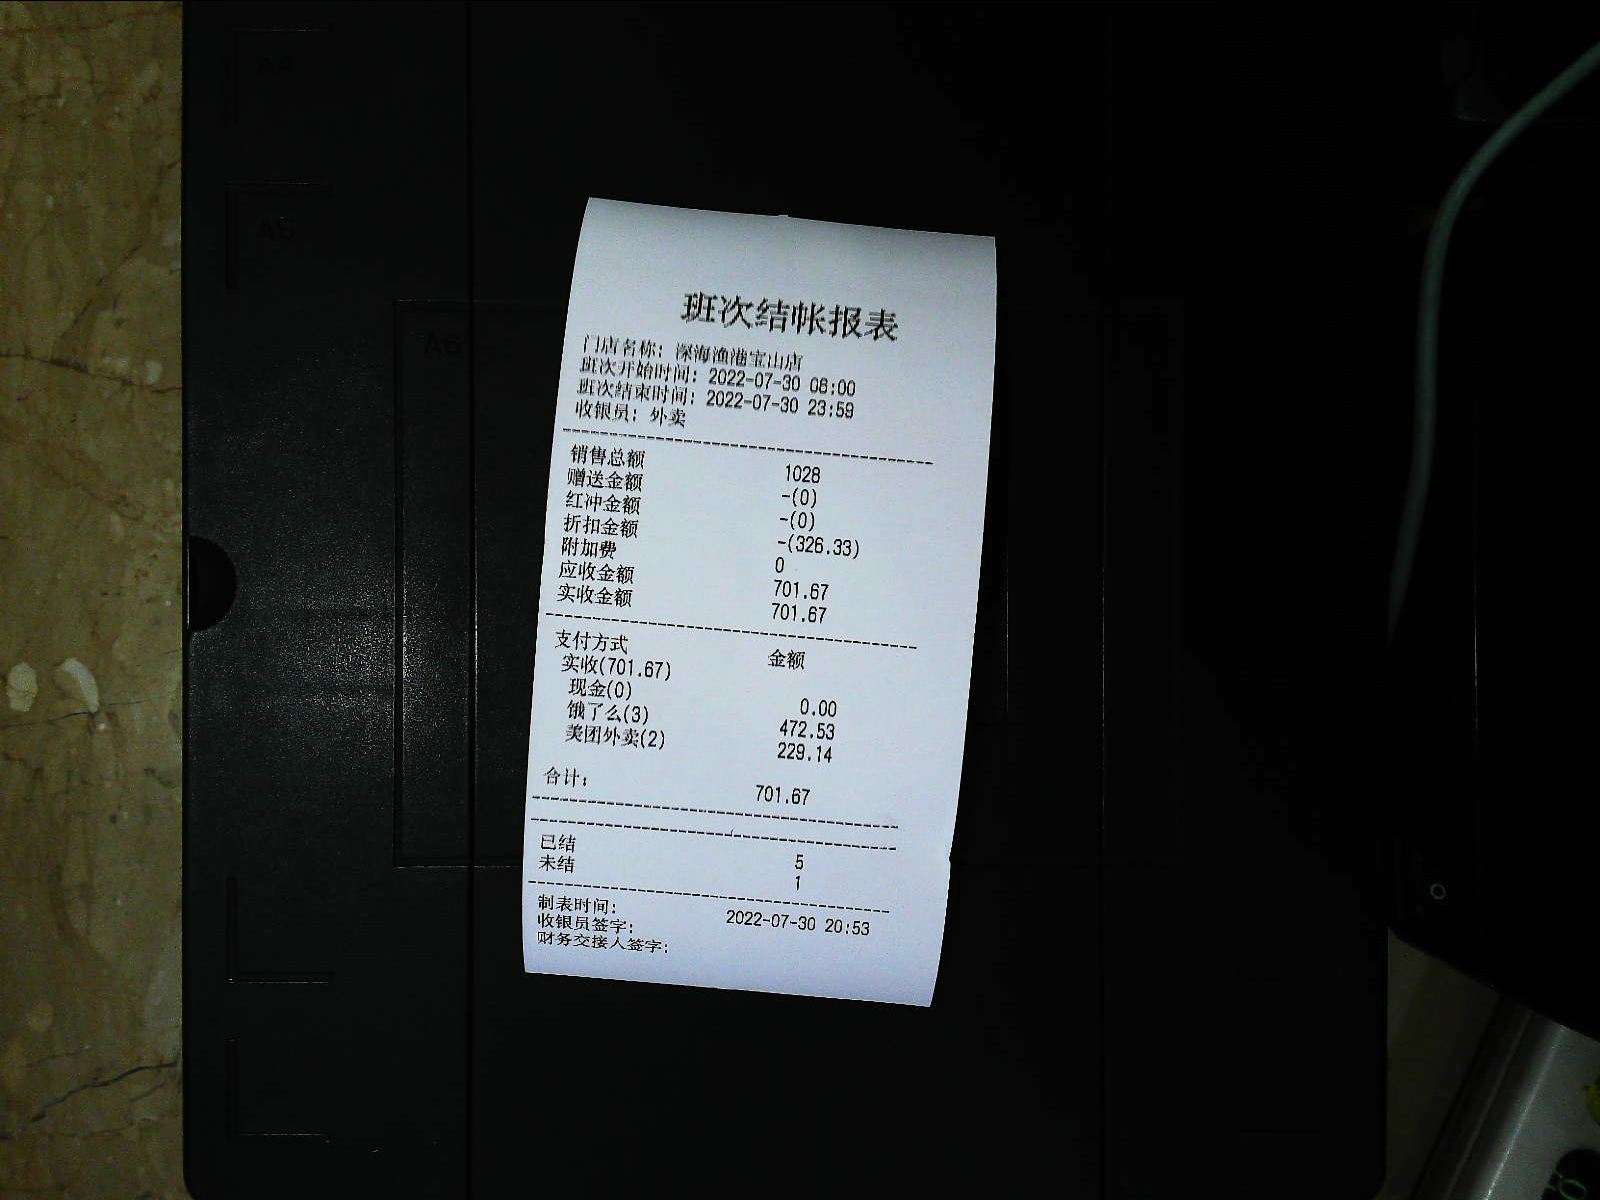 A4
A5
A6
班次结帐报表
门店名称: 深海渔港宝山店
班次开始时间: 2022-07-30 06:00
班次结束时间: 2022-07-30 23:59
收银员: 外卖
销售总额 1028
赠送金额 -(0)
红冲金额 -(0)
折扣金额 -(326.33)
附加费 0
应收金额 701.67
实收金额 701.67
支付方式 金额
实收(701.67)
现金(0) 0.00
饿了么(3) 472.53
美团外卖(2) 229.14
合计: 701.67
已结 5
未结 1
制表时间: 2022-07-30 20:53
收银员签字:
财务交接人签字: